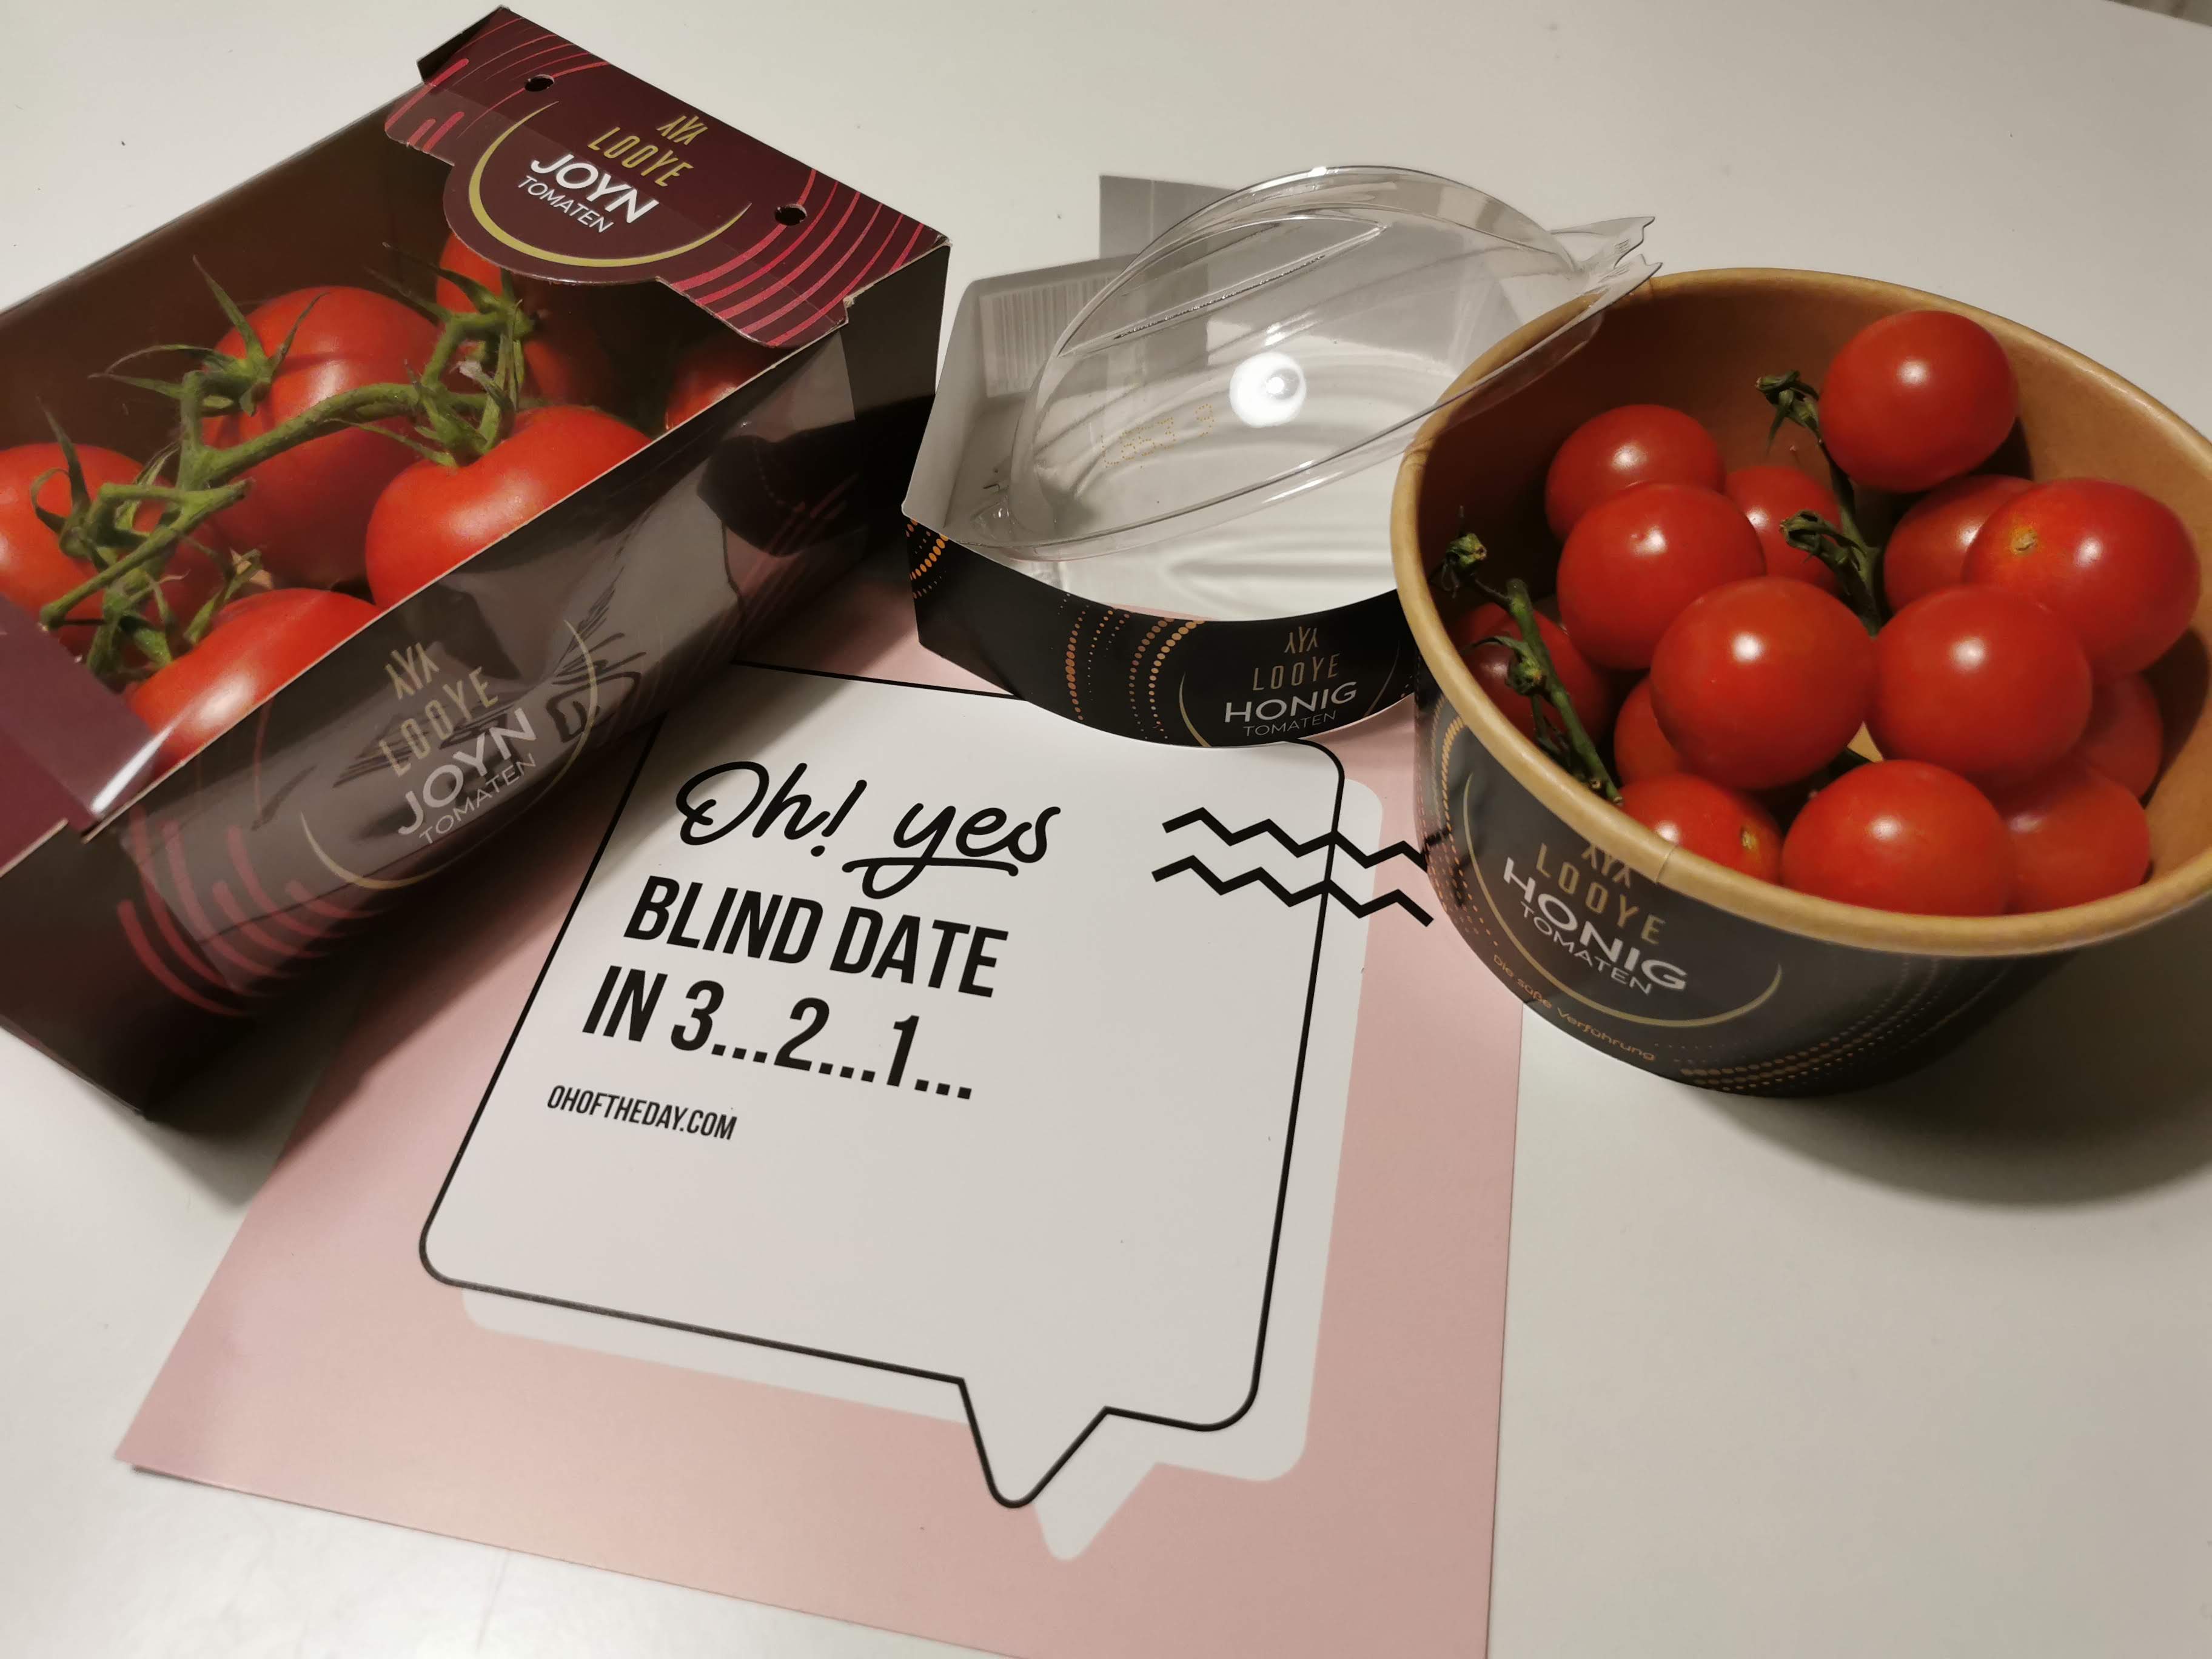 LOOYE
JOYN
TOMATEN
LOOYE
JOYN
TOMATEN
LOOYE
HONIG
TOMATEN
LOOYE
HONIG
TOMATEN
Die süße Verführung
Oh! yes
BLIND DATE
IN 3...2...1...
OHOFTHEDAY.COM